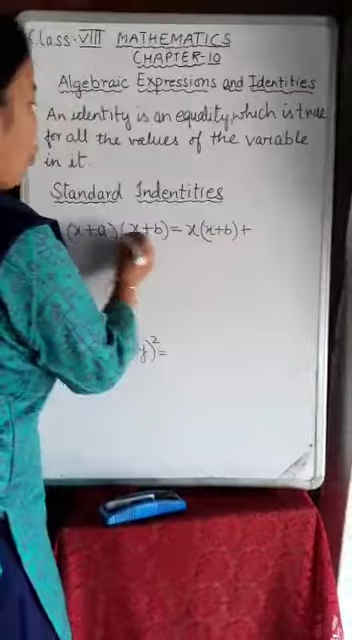 Class-VIII MATHEMATICS
CHAPTER-10
Algebraic Expressions and Identities
An identity is an equality, which is true
for all the values of the variable
in it.
Standard Indentities
(x+a)(x+b)=x(x+b)+
y)²=